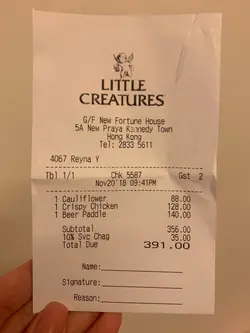 LITTLE
CREATURES
G/F New Fortune House
5A New Praya Kennedy Town
Hong Kong
Tel: 2833 5611
4067 Reyna Y
Tbl 1/1 Chk 5587 Gst 2
Nov20'18 09:41PM
1 Cauliflower 88.00
1 Crispy Chicken 128.00
1 Beer Paddle 140.00
Subtotal 356.00
10% Svc Chag 35.00
Total Due 391.00
Name:
Signature:
Reason: